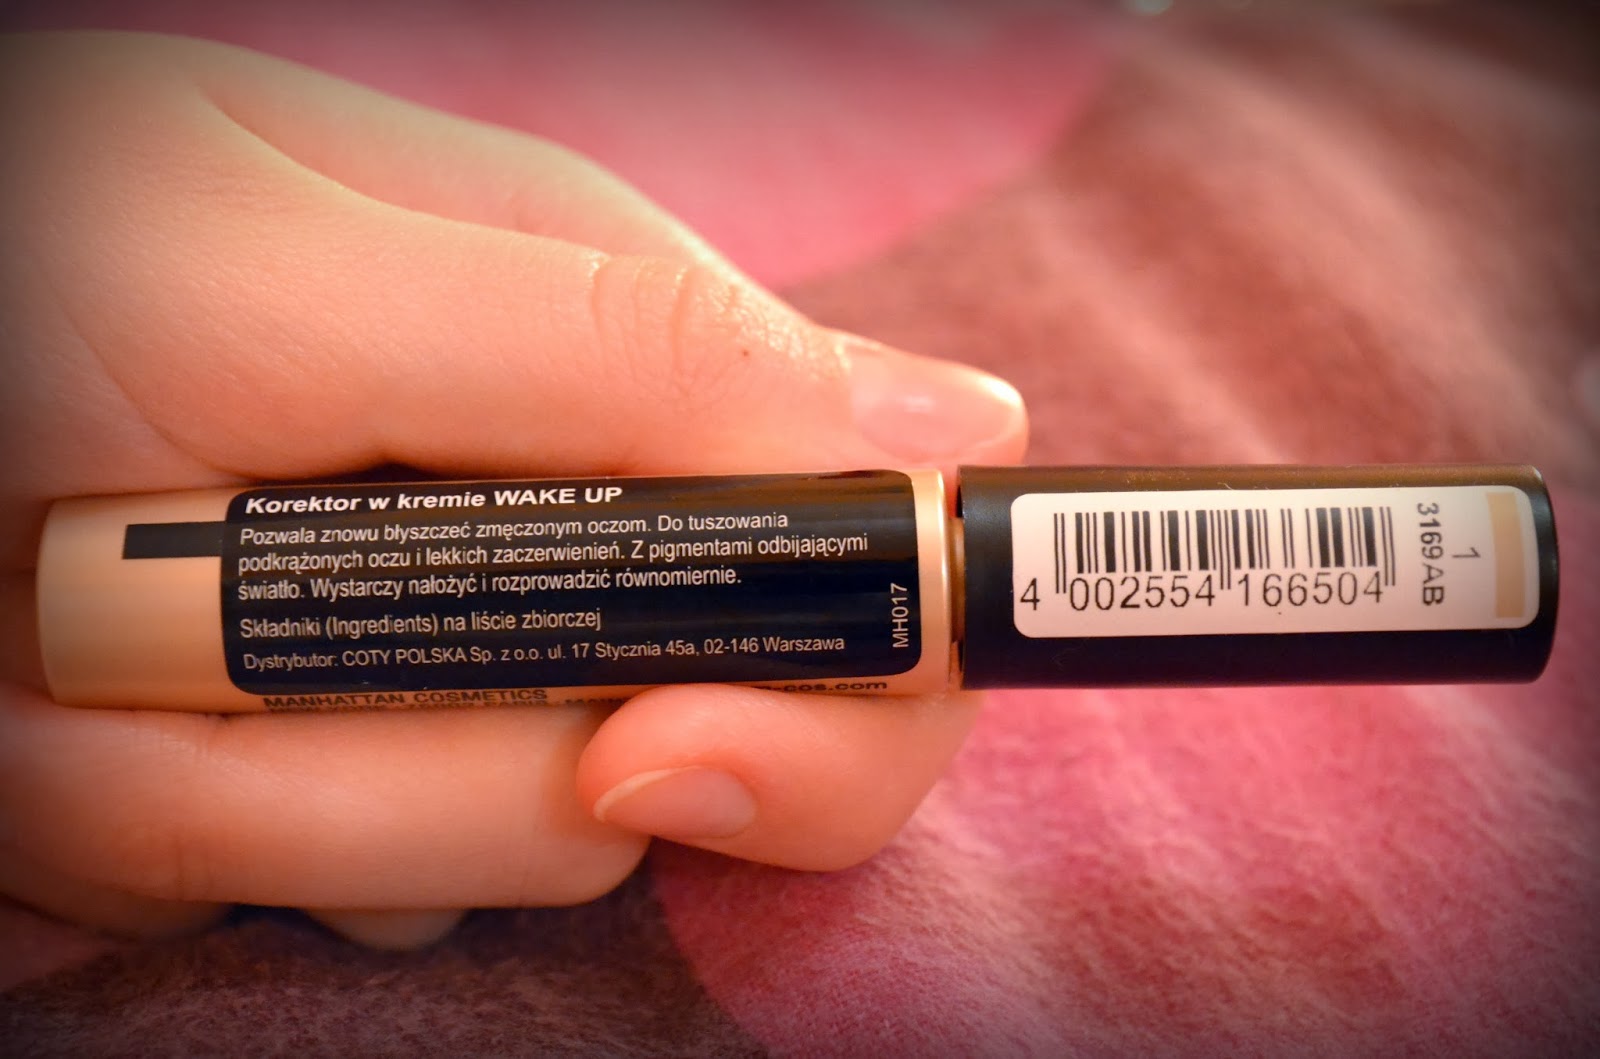 Korektor w kremie WAKE UP
Pozwala znowu błyszczeć zmęczonym oczom. Do tuszowania
podkrążonych oczu i lekkich zaczerwienień. Z pigmentami odbijającymi
światło. Wystarczy nałożyć i rozprowadzić równomiernie.
Składniki (Ingredients) na liście zbiorczej
Dystrybutor: COTY POLSKA Sp. z o.o. ul. 17 Stycznia 45a, 02-146 Warszawa
MH017
MANHATTAN COSMETICS
4 002554 166504
1
3169AB